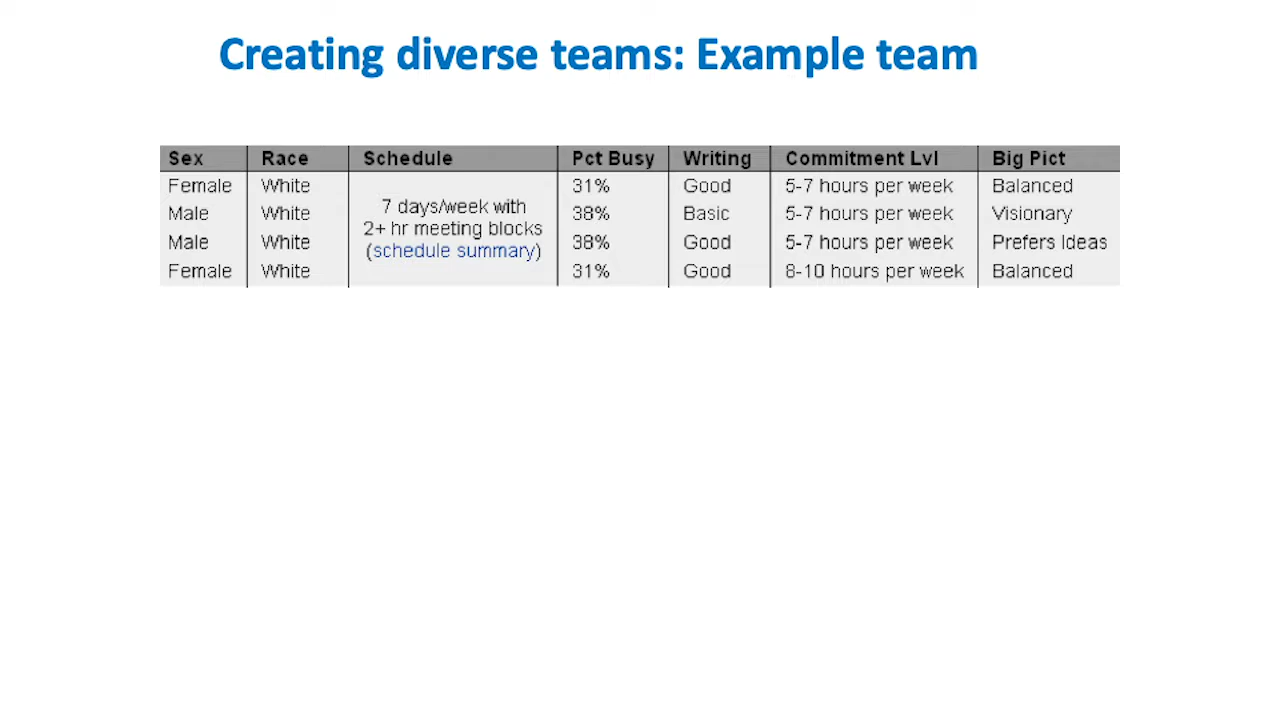 Creating diverse teams: Example team
Sex Race Schedule Pct Busy Writing Commitment Lvl Big Pict
Female White 31% Good 5-7 hours per week Balanced
7 days/week with
Male White 38% Basic 5-7 hours per week Visionary
2+ hr meeting blocks
Male White 38% Good 5-7 hours per week Prefers Ideas
(schedule summary)
Female White 31% Good 8-10 hours per week Balanced